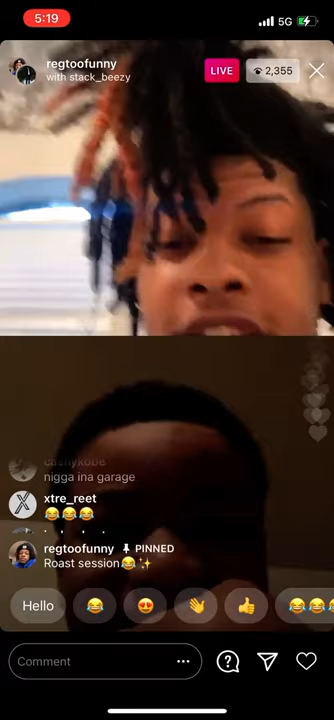 5:19
5G
regtoofunny
with stack_beezy
LIVE
2,355
cashykobe
nigga ina garage
xtre_reet
😂😂😂
regtoofunny PINNED
Roast session😂✨
Hello 😂 😍 👋 👍 😂😂😂
Comment